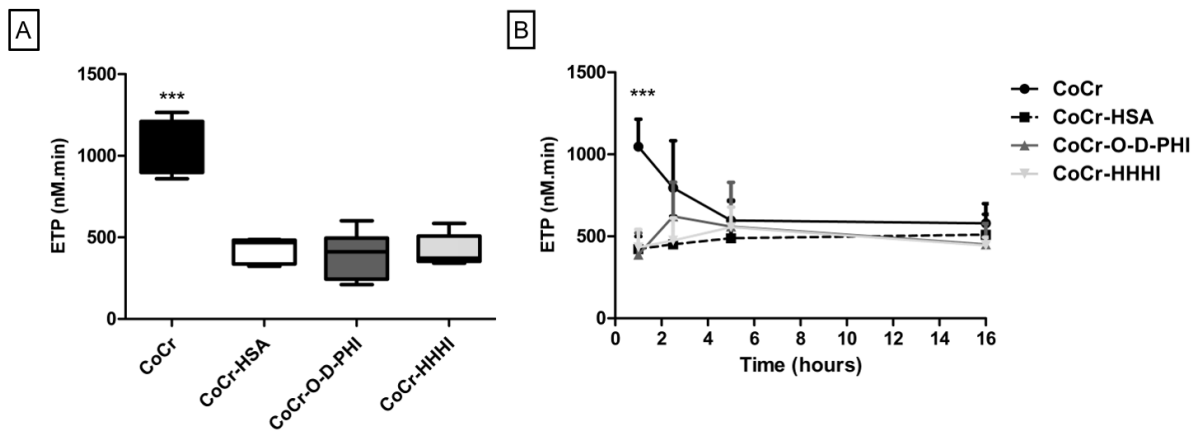 A
B
1500
1000
500
0
ETP (nM.min)
***
CoCr
CoCr-HSA
CoCr-O-D-PHI
CoCr-HHHI
1500
1000
500
0
ETP (nM.min)
***
0 2 4 6 8 10 12 14 16
Time (hours)
CoCr
CoCr-HSA
CoCr-O-D-PHI
CoCr-HHHI